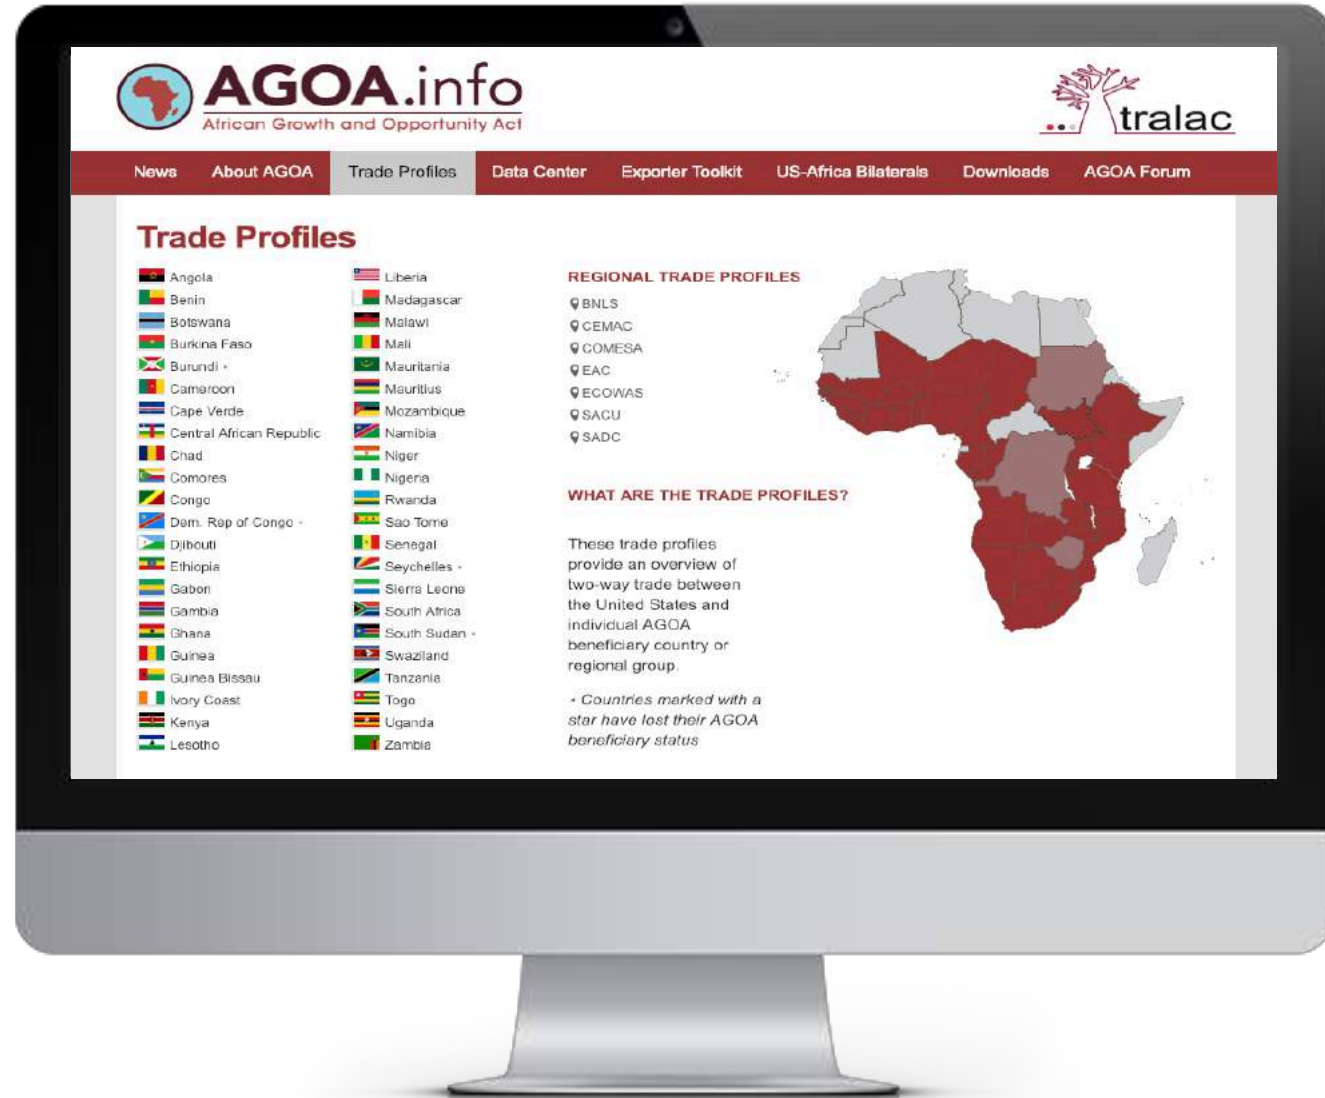 AGOA.info
African Growth and Opportunity Act
tralac
News About AGOA Trade Profiles Data Center Exporter Toolkit US-Africa Bilaterals Downloads AGOA Forum
Trade Profiles
Angola
Benin
Botswana
Burkina Faso
Burundi *
Cameroon
Cape Verde
Central African Republic
Chad
Comores
Congo
Dem. Rep of Congo *
Djibouti
Ethiopia
Gabon
Gambia
Ghana
Guinea
Guinea Bissau
Ivory Coast
Kenya
Lesotho
Liberia
Madagascar
Malawi
Mali
Mauritania
Mauritius
Mozambique
Namibia
Niger
Nigeria
Rwanda
Sao Tome
Senegal
Seychelles *
Sierra Leone
South Africa
South Sudan *
Swaziland
Tanzania
Togo
Uganda
Zambia
REGIONAL TRADE PROFILES
BNLS
CEMAC
COMESA
EAC
ECOWAS
SACU
SADC
WHAT ARE THE TRADE PROFILES?
These trade profiles
provide an overview of
two-way trade between
the United States and
individual AGOA
beneficiary country or
regional group.
* Countries marked with a
star have lost their AGOA
beneficiary status